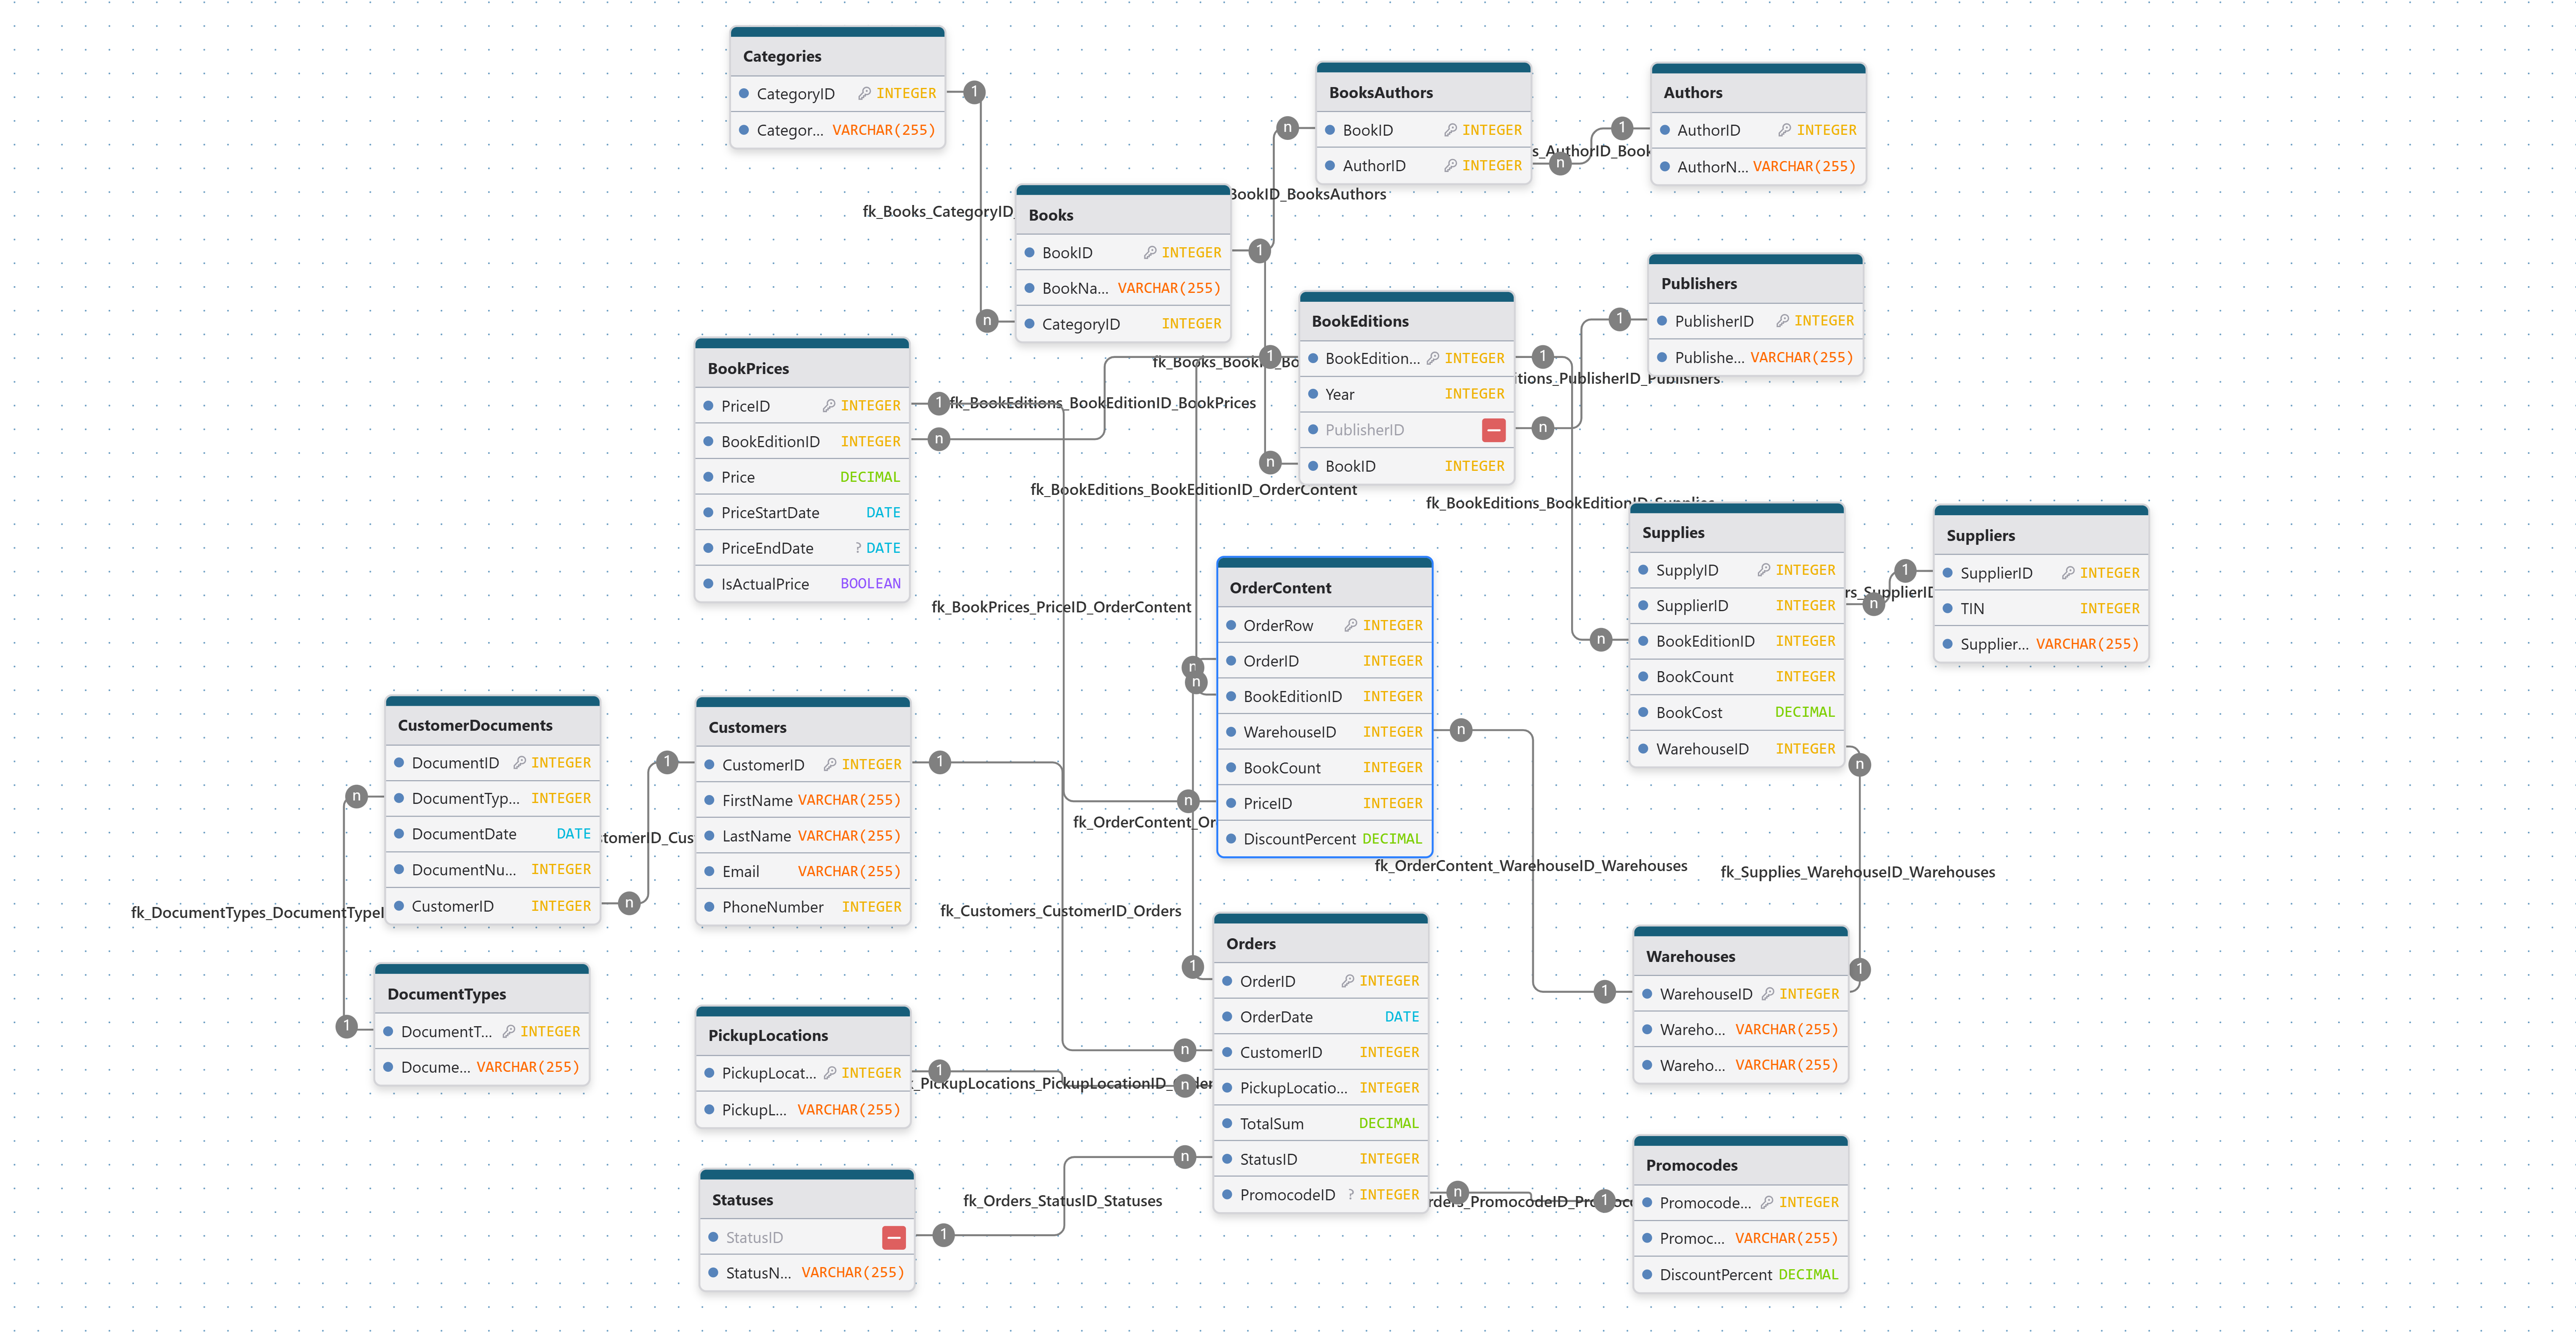 Categories
CategoryID INTEGER
Categor... VARCHAR(255)
BooksAuthors
BookID INTEGER
AuthorID INTEGER
Authors
AuthorID INTEGER
AuthorN... VARCHAR(255)
s_AuthorID_Book
BookID_BooksAuthors
fk_Books_CategoryID_
Books
BookID INTEGER
BookNa... VARCHAR(255)
CategoryID INTEGER
Publishers
PublisherID INTEGER
Publishe... VARCHAR(255)
BookEditions
BookEdition... INTEGER
Year INTEGER
PublisherID
BookID INTEGER
itions_PublisherID_Publishers
BookPrices
PriceID INTEGER
BookEditionID INTEGER
Price DECIMAL
PriceStartDate DATE
PriceEndDate ? DATE
IsActualPrice BOOLEAN
fk_BookEditions_BookEditionID_BookPrices
fk_BookEditions_BookEditionID_OrderContent
fk_BookEditions_BookEditionID_Supplies
fk_BookPrices_PriceID_OrderContent
OrderContent
OrderRow INTEGER
OrderID INTEGER
BookEditionID INTEGER
WarehouseID INTEGER
BookCount INTEGER
PriceID INTEGER
DiscountPercent DECIMAL
Supplies
SupplyID INTEGER
SupplierID INTEGER
BookEditionID INTEGER
BookCount INTEGER
BookCost DECIMAL
WarehouseID INTEGER
rs_SupplierID
Suppliers
SupplierID INTEGER
TIN INTEGER
Supplier... VARCHAR(255)
CustomerDocuments
DocumentID INTEGER
DocumentTyp... INTEGER
DocumentDate DATE
DocumentNu... INTEGER
CustomerID INTEGER
stomerID_Cus
Customers
CustomerID INTEGER
FirstName VARCHAR(255)
LastName VARCHAR(255)
Email VARCHAR(255)
PhoneNumber INTEGER
fk_OrderContent_Or
fk_OrderContent_WarehouseID_Warehouses
fk_Supplies_WarehouseID_Warehouses
fk_DocumentTypes_DocumentTypeI
fk_Customers_CustomerID_Orders
DocumentTypes
DocumentT... INTEGER
Docume... VARCHAR(255)
PickupLocations
PickupLocat... INTEGER
PickupL... VARCHAR(255)
Orders
OrderID INTEGER
OrderDate DATE
CustomerID INTEGER
PickupLocatio... INTEGER
TotalSum DECIMAL
StatusID INTEGER
PromocodeID ? INTEGER
Warehouses
WarehouseID INTEGER
Wareho... VARCHAR(255)
Wareho... VARCHAR(255)
Statuses
StatusID
StatusN... VARCHAR(255)
fk_Orders_StatusID_Statuses
Promocodes
Promocode... INTEGER
Promoc... VARCHAR(255)
DiscountPercent DECIMAL